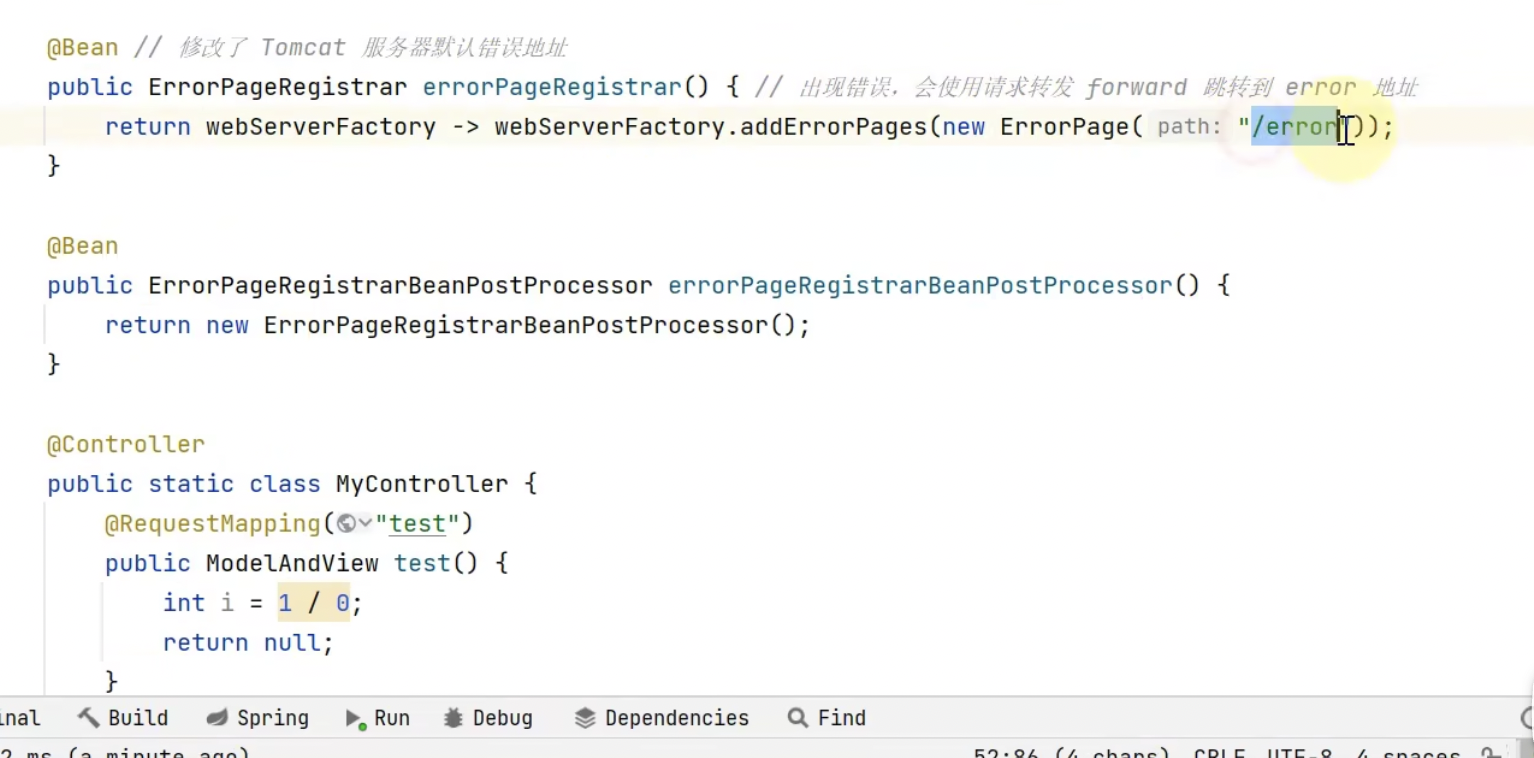 @Bean // 修改了 Tomcat 服务器默认错误地址
public ErrorPageRegistrar errorPageRegistrar() { // 出现错误，会使用请求转发 forward 跳转到 error 地址
return webServerFactory -> webServerFactory.addErrorPages(new ErrorPage( path: "/error"));
}
@Bean
public ErrorPageRegistrarBeanPostProcessor errorPageRegistrarBeanPostProcessor() {
return new ErrorPageRegistrarBeanPostProcessor();
}
@Controller
public static class MyController {
@RequestMapping("test")
public ModelAndView test() {
int i = 1 / 0;
return null;
}
inal Build Spring Run Debug Dependencies Find
2 ms (a minute ago) 52:86 (4 chars) CRLF UTF-8 4 spaces